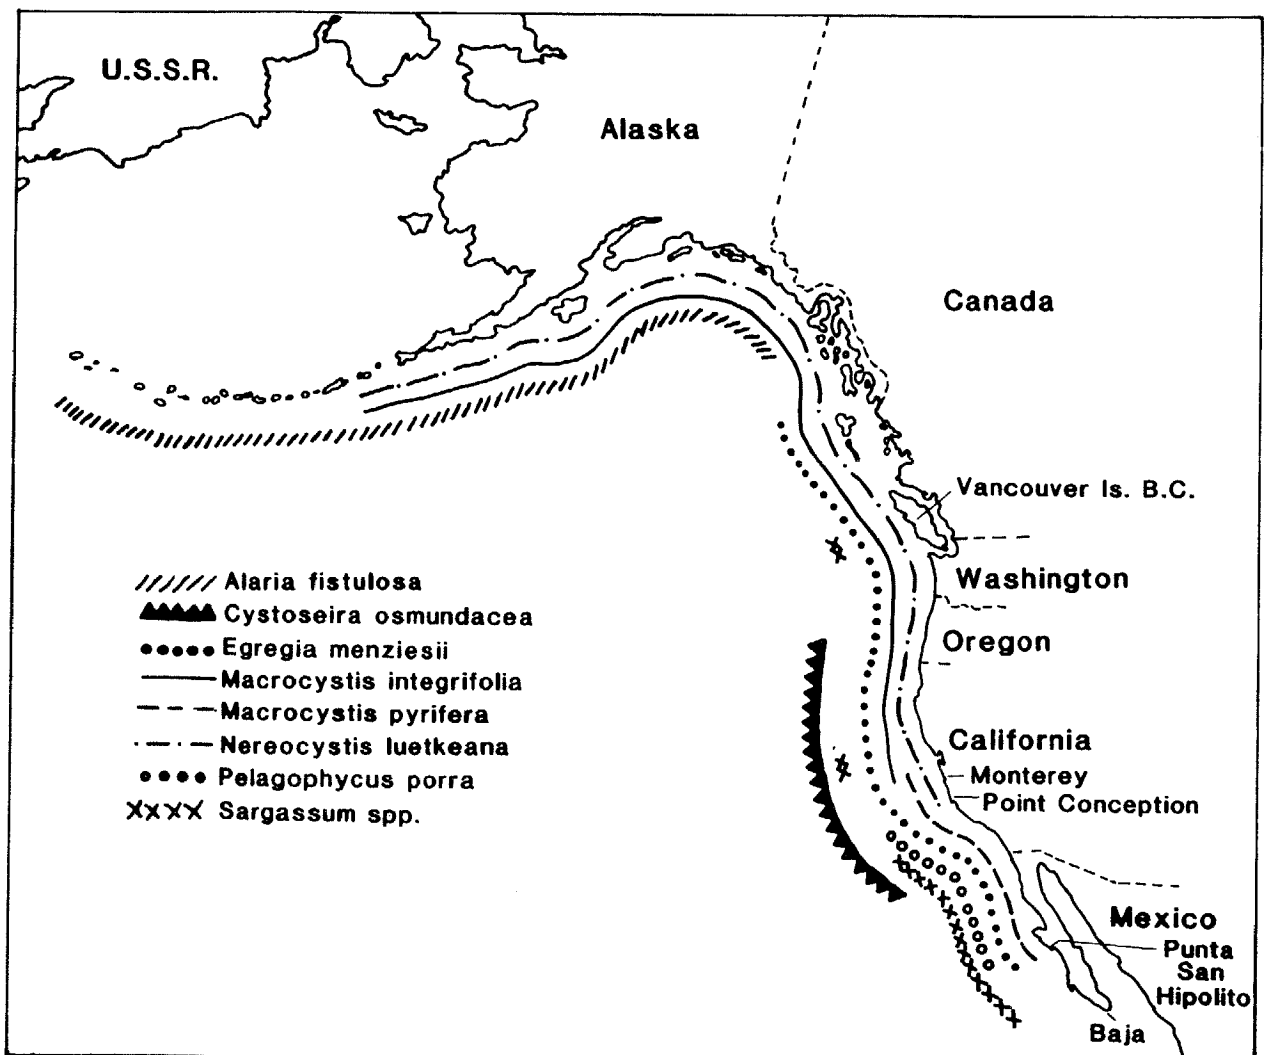 U.S.S.R.
Alaska
Canada
Vancouver Is. B.C.
Washington
Oregon
California
Monterey
Point Conception
Mexico
Punta
San
Hipolito
Baja
Alaria fistulosa
Cystoseira osmundacea
Egregia menziesii
Macrocystis integrifolia
Macrocystis pyrifera
Nereocystis luetkeana
Pelagophycus porra
Sargassum spp.